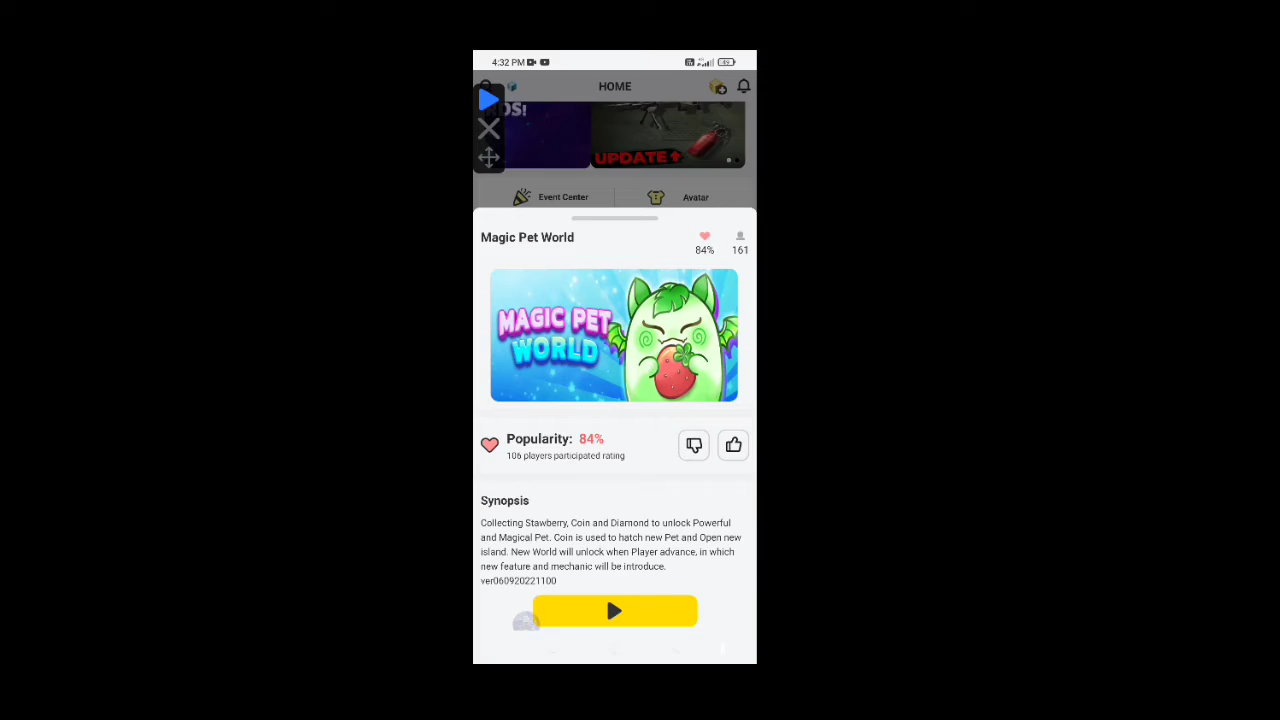 4:32 PM
HOME
DS!
UPDATE
Event Center
Avatar
Magic Pet World
84%
161
MAGIC PET
WORLD
Popularity: 84%
106 players participated rating
Synopsis
Collecting Stawberry, Coin and Diamond to unlock Powerful
and Magical Pet. Coin is used to hatch new Pet and Open new
island. New World will unlock when Player advance, in which
new feature and mechanic will be introduce.
ver060920221100